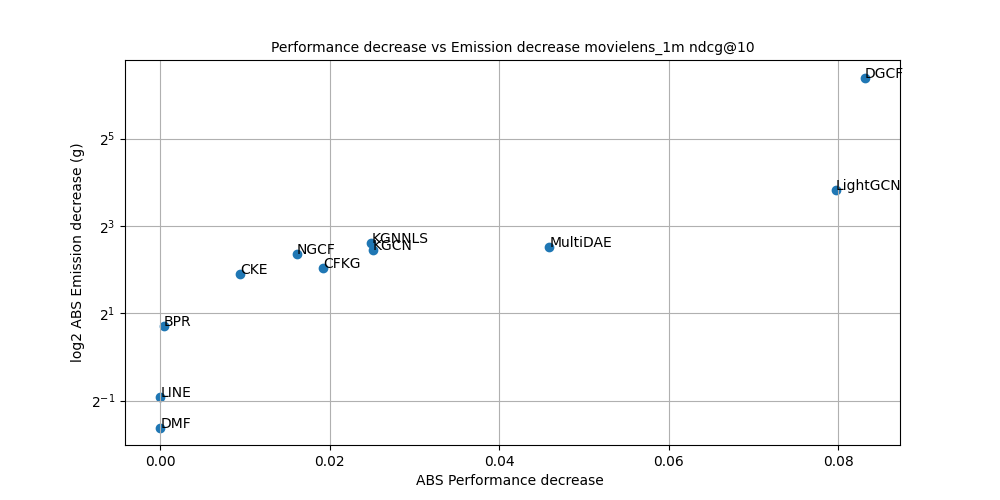 Performance decrease vs Emission decrease movielens_1m ndcg@10
log2 ABS Emission decrease (g)
2^5
2^3
2^1
2^−1
DGCF
LightGCN
KGNNLS
MultiDAE
KGCN
NGCF
CFKG
CKE
BPR
LINE
DMF
0.00 0.02 0.04 0.06 0.08
ABS Performance decrease